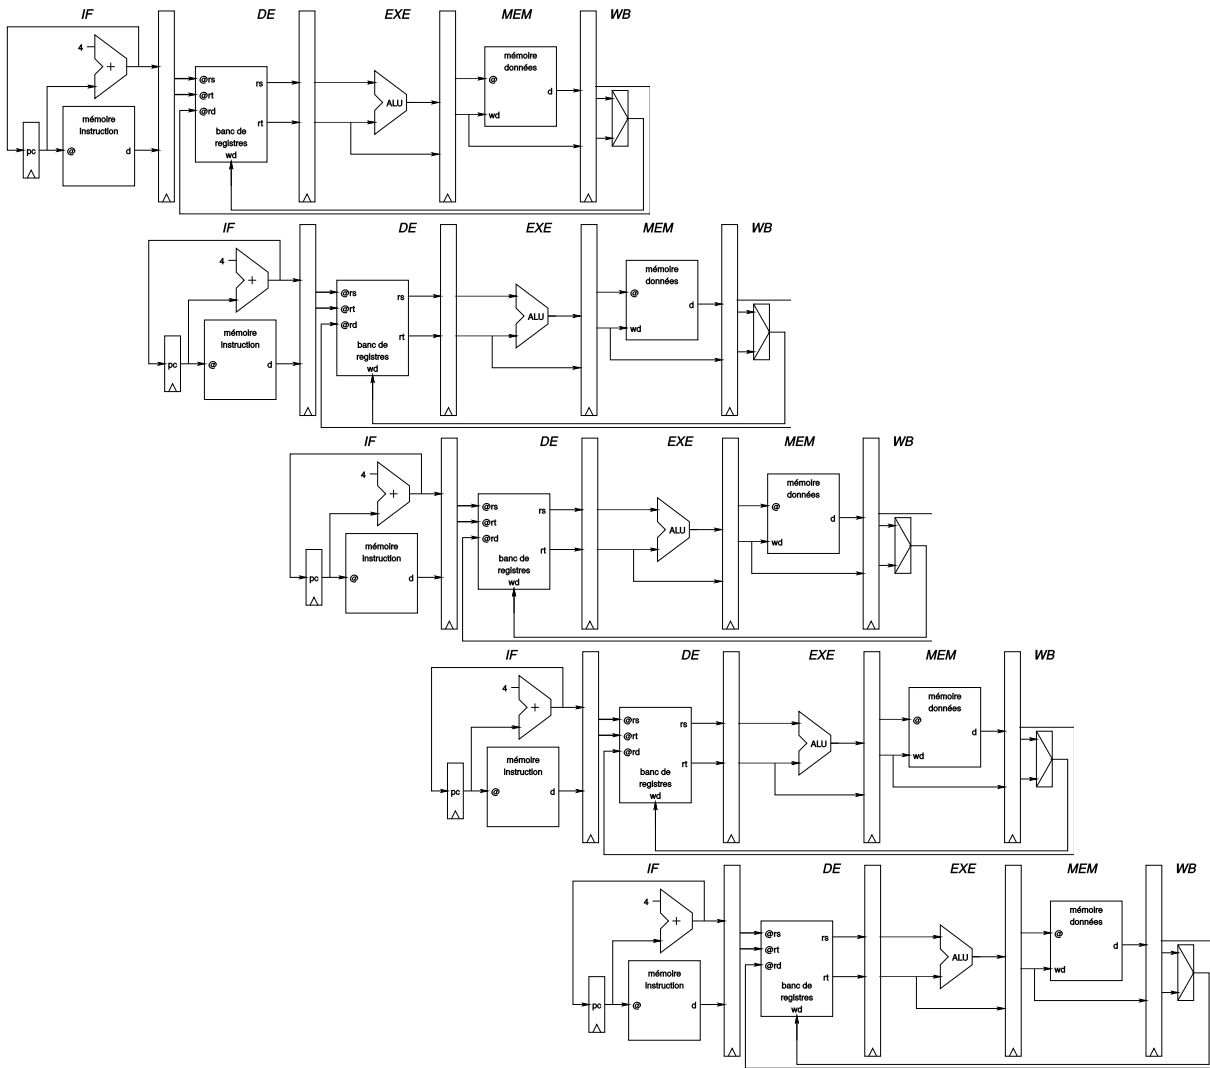 IF DE EXE MEM WB
4
+
mémoire
données
@rs
rs
@
ALU
@rt
d
@rd
mémoire
instruction
wd
rt
banc de
registres
pc
@
d
wd
IF DE EXE MEM WB
4
+
mémoire
données
@rs
rs
@
ALU
@rt
d
@rd
mémoire
instruction
wd
rt
banc de
registres
pc
@
d
wd
IF DE EXE MEM WB
4
+
mémoire
données
@rs
rs
@
ALU
@rt
d
@rd
mémoire
instruction
wd
rt
banc de
registres
pc
@
d
wd
IF DE EXE MEM WB
4
+
mémoire
données
@rs
rs
@
ALU
@rt
d
@rd
mémoire
instruction
wd
rt
banc de
registres
pc
@
d
wd
IF DE EXE MEM WB
4
+
mémoire
données
@rs
rs
@
ALU
@rt
d
@rd
mémoire
instruction
wd
rt
banc de
registres
pc
@
d
wd